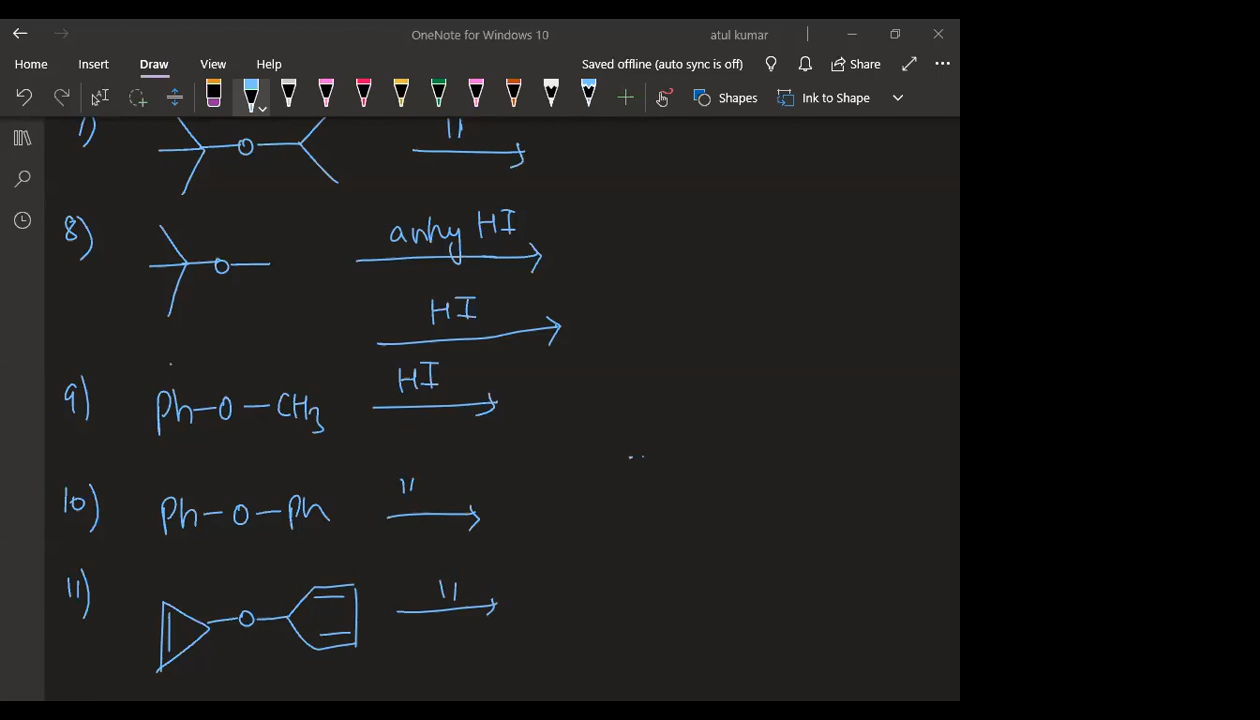 OneNote for Windows 10
atul kumar
Home Insert Draw View Help
Saved offline (auto sync is off)
Share
Shapes
Ink to Shape
7) O "
8) O anhy HI
HI
9) Ph-O-CH3 HI
10) Ph-O-Ph "
11) O "